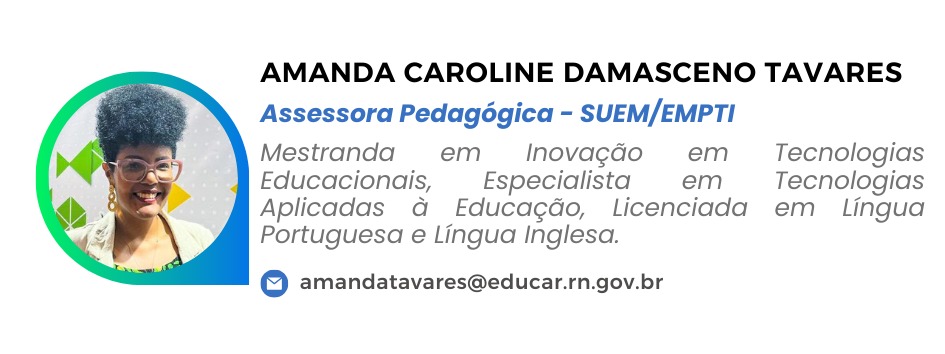 AMANDA CAROLINE DAMASCENO TAVARES
Assessora Pedagógica - SUEM/EMPTI
Mestranda em Inovação em Tecnologias
Educacionais, Especialista em Tecnologias
Aplicadas à Educação, Licenciada em Língua
Portuguesa e Língua Inglesa.
amandatavares@educar.rn.gov.br